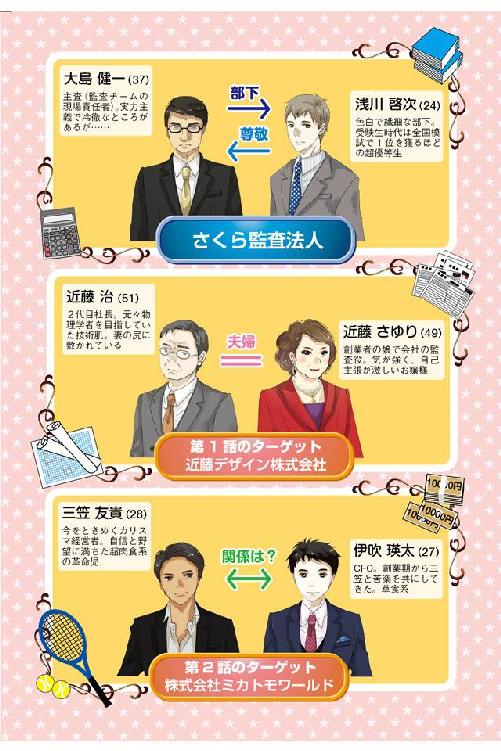 大島 健一 (37)
主査(監査チームの
現場責任者)。実力主
義で冷徹なところが
あるが……
部下
尊敬
浅川 啓次 (24)
色白で繊細な部下。
受験生時代は全国模
試で1位を獲るほど
の超優等生
さくら監査法人
近藤 治 (51)
2代目社長。元々物
理学者を目指してい
た技術肌。妻の尻に
敷かれている
夫婦
近藤 さゆり (49)
創業者の娘で会社の監
査役。気が強く、自己
主張が激しいお嬢様
第1話のターゲット
近藤デザイン株式会社
10000円
10000円
10000円
三笠 友貴 (28)
今をときめくカリス
マ経営者。自信と野
望に満ちた超肉食系
の革命児
関係は?
伊吹 瑛太 (27)
CFO。創業期から三
笠と苦楽を共にして
きた。草食系
第2話のターゲット
株式会社ミカトモワールド